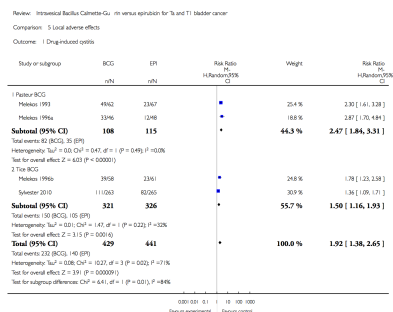 Review: Intravesical Bacillus Calmette-Gu rin versus epirubicin for Ta and T1 bladder cancer
Comparison: 5 Local adverse effects
Outcome: 1 Drug-induced cystitis
Study or subgroup BCG EPI Risk Ratio Weight Risk Ratio
n/N n/N M-H,Random,95% CI M-H,Random,95% CI
1 Pasteur BCG
Melekos 1993 49/62 23/67 25.4 % 2.30 [ 1.61, 3.28 ]
Melekos 1996a 33/46 12/48 18.8 % 2.87 [ 1.70, 4.84 ]
Subtotal (95% CI) 108 115 44.3 % 2.47 [ 1.84, 3.31 ]
Total events: 82 (BCG), 35 (EPI)
Heterogeneity: Tau² = 0.0; Chi² = 0.47, df = 1 (P = 0.49); I² =0.0%
Test for overall effect: Z = 6.03 (P < 0.00001)
2 Tice BCG
Melekos 1996b 39/58 23/61 24.8 % 1.78 [ 1.23, 2.58 ]
Sylvester 2010 111/263 82/265 30.9 % 1.36 [ 1.09, 1.71 ]
Subtotal (95% CI) 321 326 55.7 % 1.50 [ 1.16, 1.93 ]
Total events: 150 (BCG), 105 (EPI)
Heterogeneity: Tau² = 0.01; Chi² = 1.47, df = 1 (P = 0.22); I² =32%
Test for overall effect: Z = 3.15 (P = 0.0016)
Total (95% CI) 429 441 100.0 % 1.92 [ 1.38, 2.65 ]
Total events: 232 (BCG), 140 (EPI)
Heterogeneity: Tau² = 0.08; Chi² = 10.27, df = 3 (P = 0.02); I² =71%
Test for overall effect: Z = 3.91 (P = 0.000091)
Test for subgroup differences: Chi² = 6.41, df = 1 (P = 0.01), I² =84%
0.001 0.01 0.1 1 10 100 1000
Favours experimental Favours control